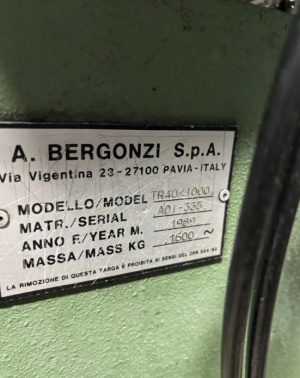 A. BERGONZI S.p.A.
Via Vigentina 23-27100 PAVIA-ITALY
MODELLO/MODEL TR40/1000
MATR./SERIAL A01-335
ANNO F./YEAR M. 1989
MASSA/MASS KG 1600 ~
LA RIMOZIONE DI QUESTA TARGA È PROIBITA AI SENSI DEL DPR 524/82